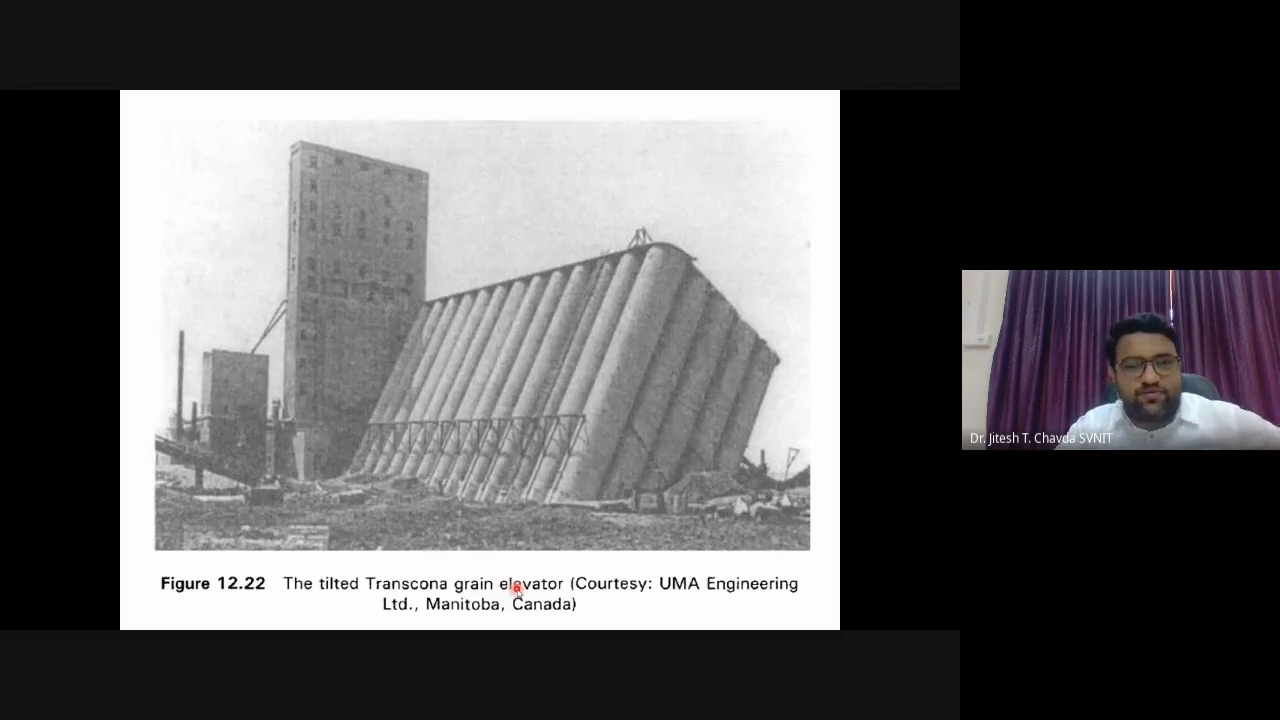 Figure 12.22 The tilted Transcona grain elevator (Courtesy: UMA Engineering
Ltd., Manitoba, Canada)
Dr. Jitesh T. Chavda SVNIT